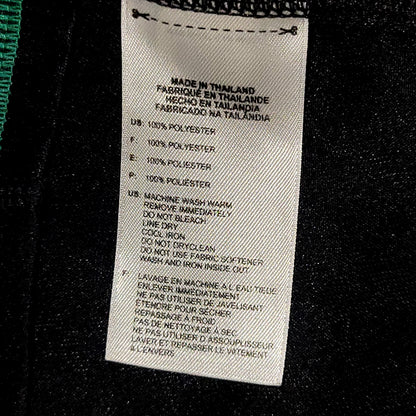 MADE IN THAILAND
FABRIQUÉ EN THAILANDE
HECHO EN TAILANDIA
FABRICADO NA TAILÂNDIA
US: 100% POLYESTER
F: 100% POLYESTER
E: 100% POLIÉSTER
P: 100% POLIÉSTER
US: MACHINE WASH WARM
REMOVE IMMEDIATELY
DO NOT BLEACH
LINE DRY
COOL IRON
DO NOT DRYCLEAN
DO NOT USE FABRIC SOFTENER
WASH AND IRON INSIDE OUT
F: LAVAGE EN MACHINE A L'EAU TIEDE
ENLEVER IMMÉDIATEMENT
NE PAS UTILISER DE JAVELISANT
ÉTENDRE POUR SÉCHER
REPASSAGE À FROID
PAS DE NETTOYAGE À SEC
NE PAS UTILISER D'ASSOUPLISSEUR
LAVER ET REPASSER LE VÊTEMENT
À L'ENVERS